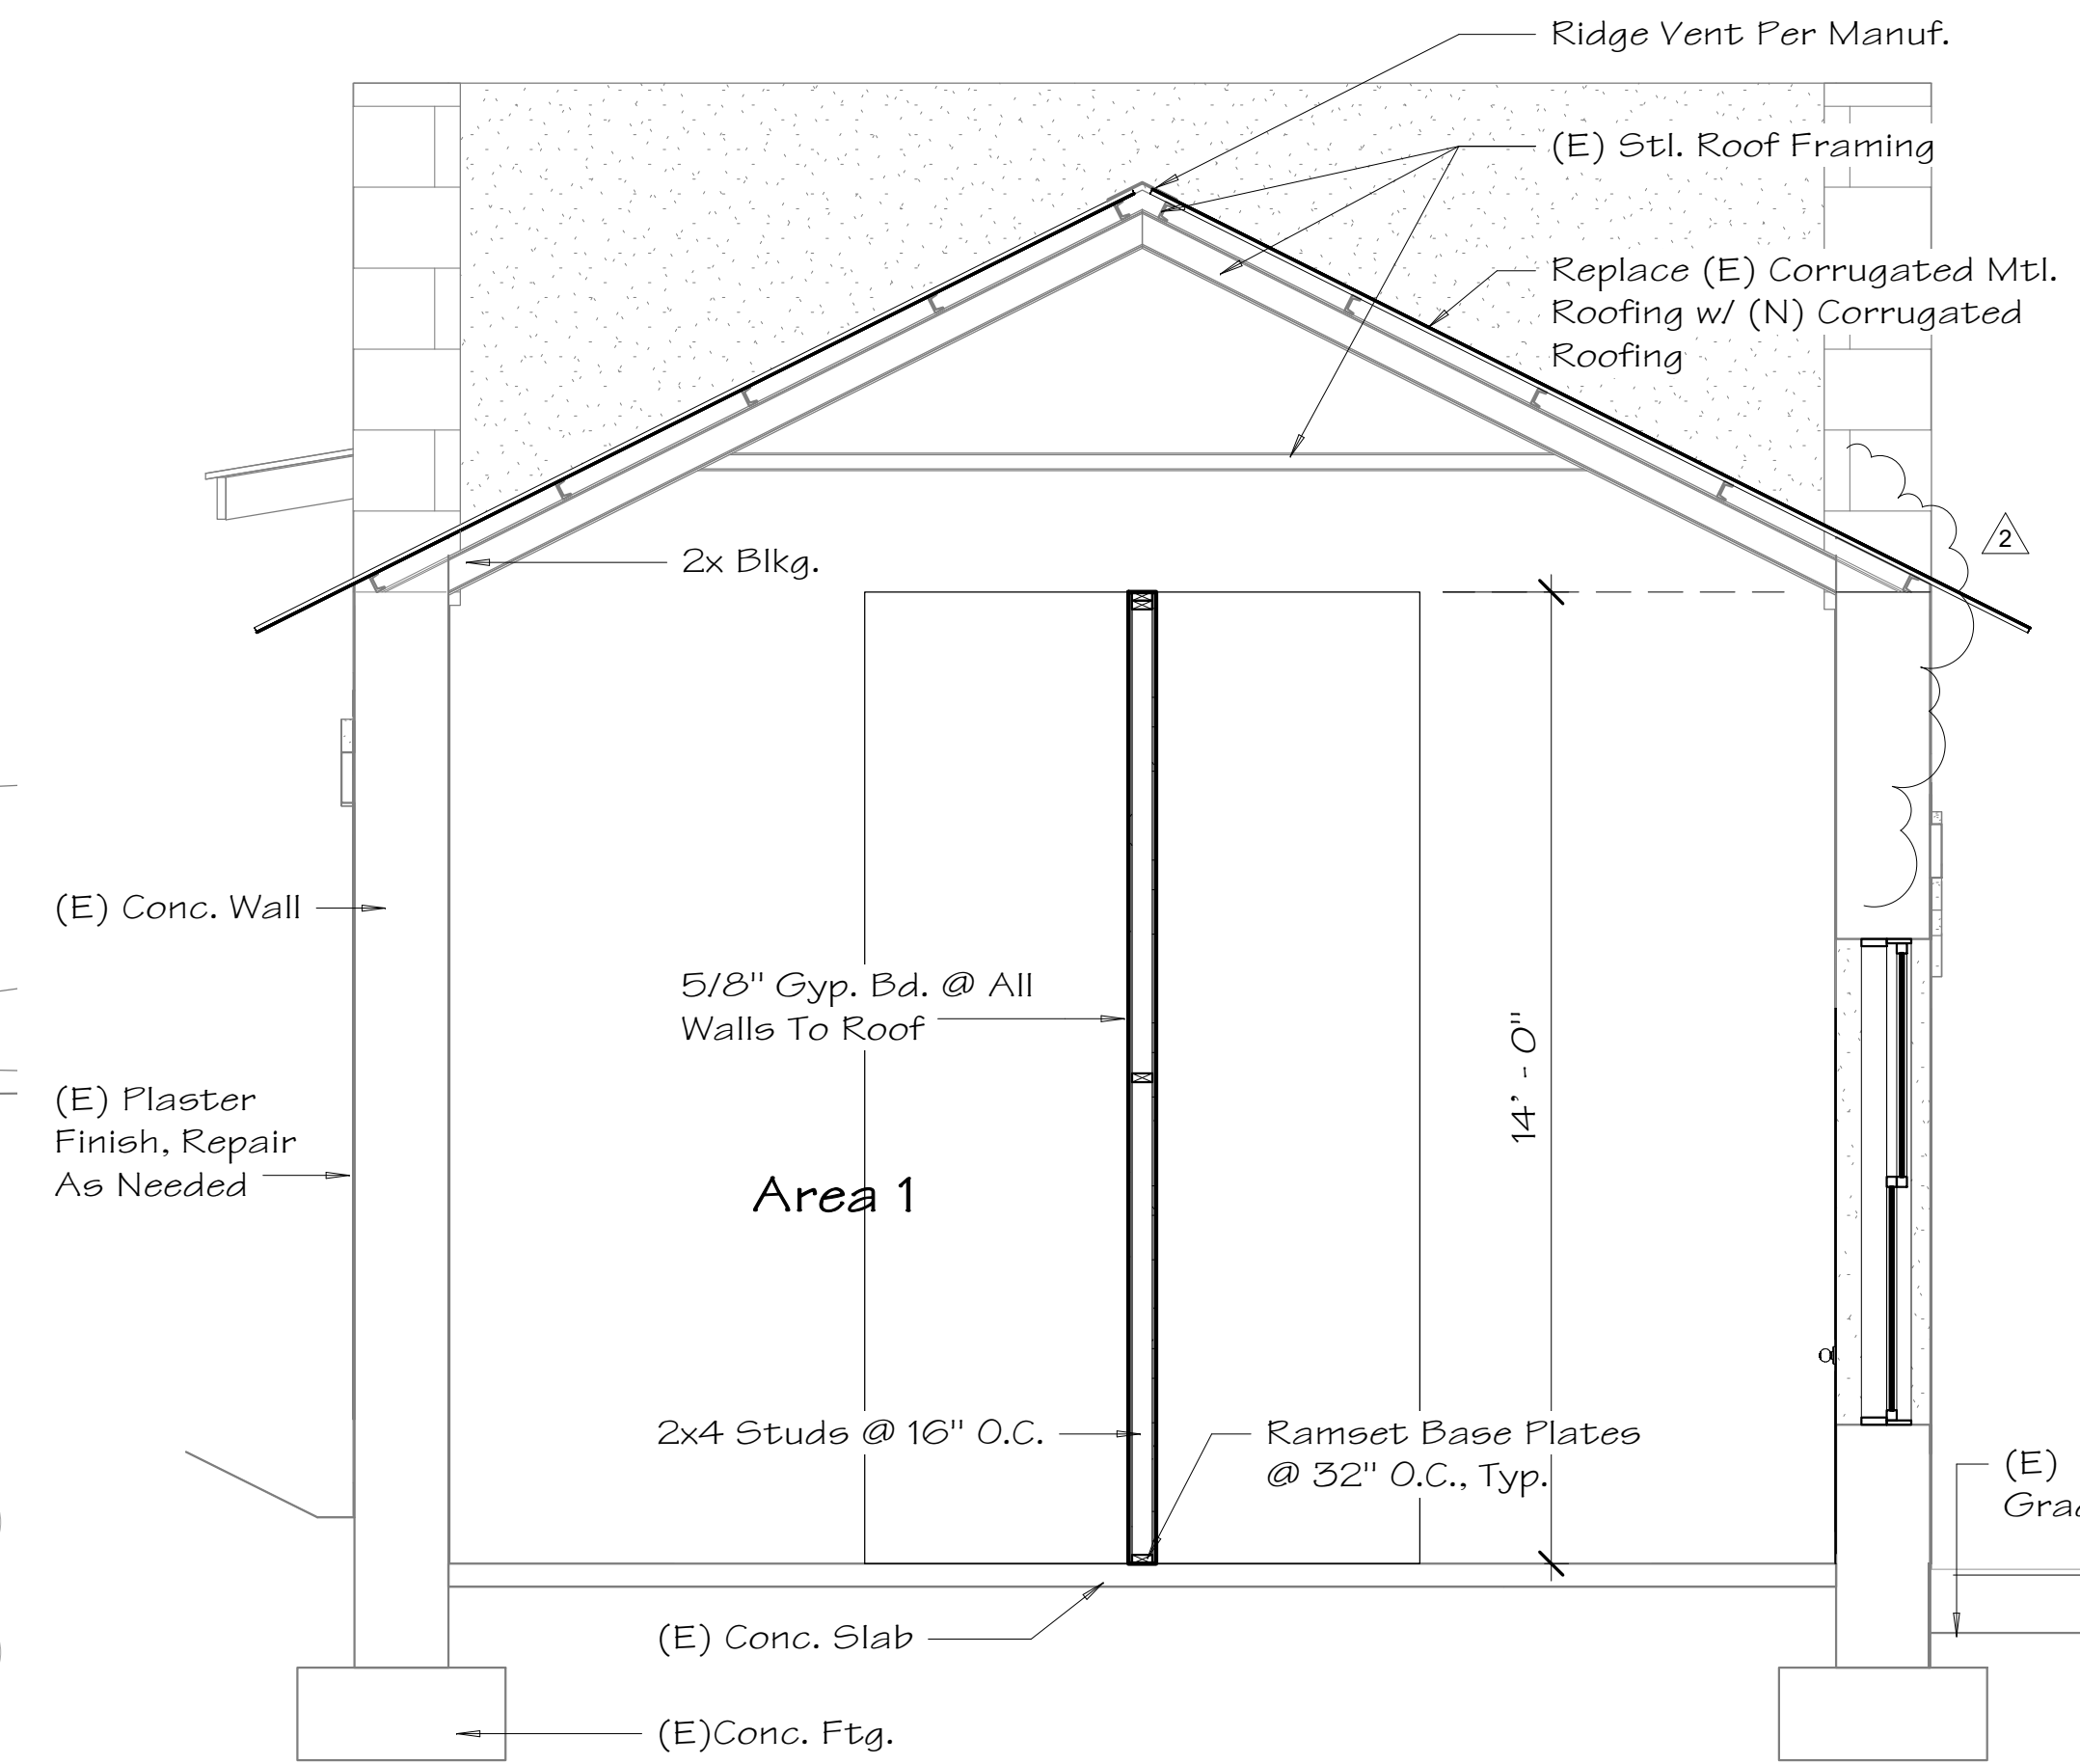 Ridge Vent Per Manuf.
(E) Stl. Roof Framing
Replace (E) Corrugated Mtl.
Roofing w/ (N) Corrugated
Roofing
2
2x Blkg.
(E) Conc. Wall
5/8" Gyp. Bd. @ All
Walls To Roof
14' - 0"
(E) Plaster
Finish, Repair
As Needed
Area 1
2x4 Studs @ 16" O.C.
Ramset Base Plates
@ 32" O.C., Typ.
(E)
(E) Conc. Slab
(E)Conc. Ftg.